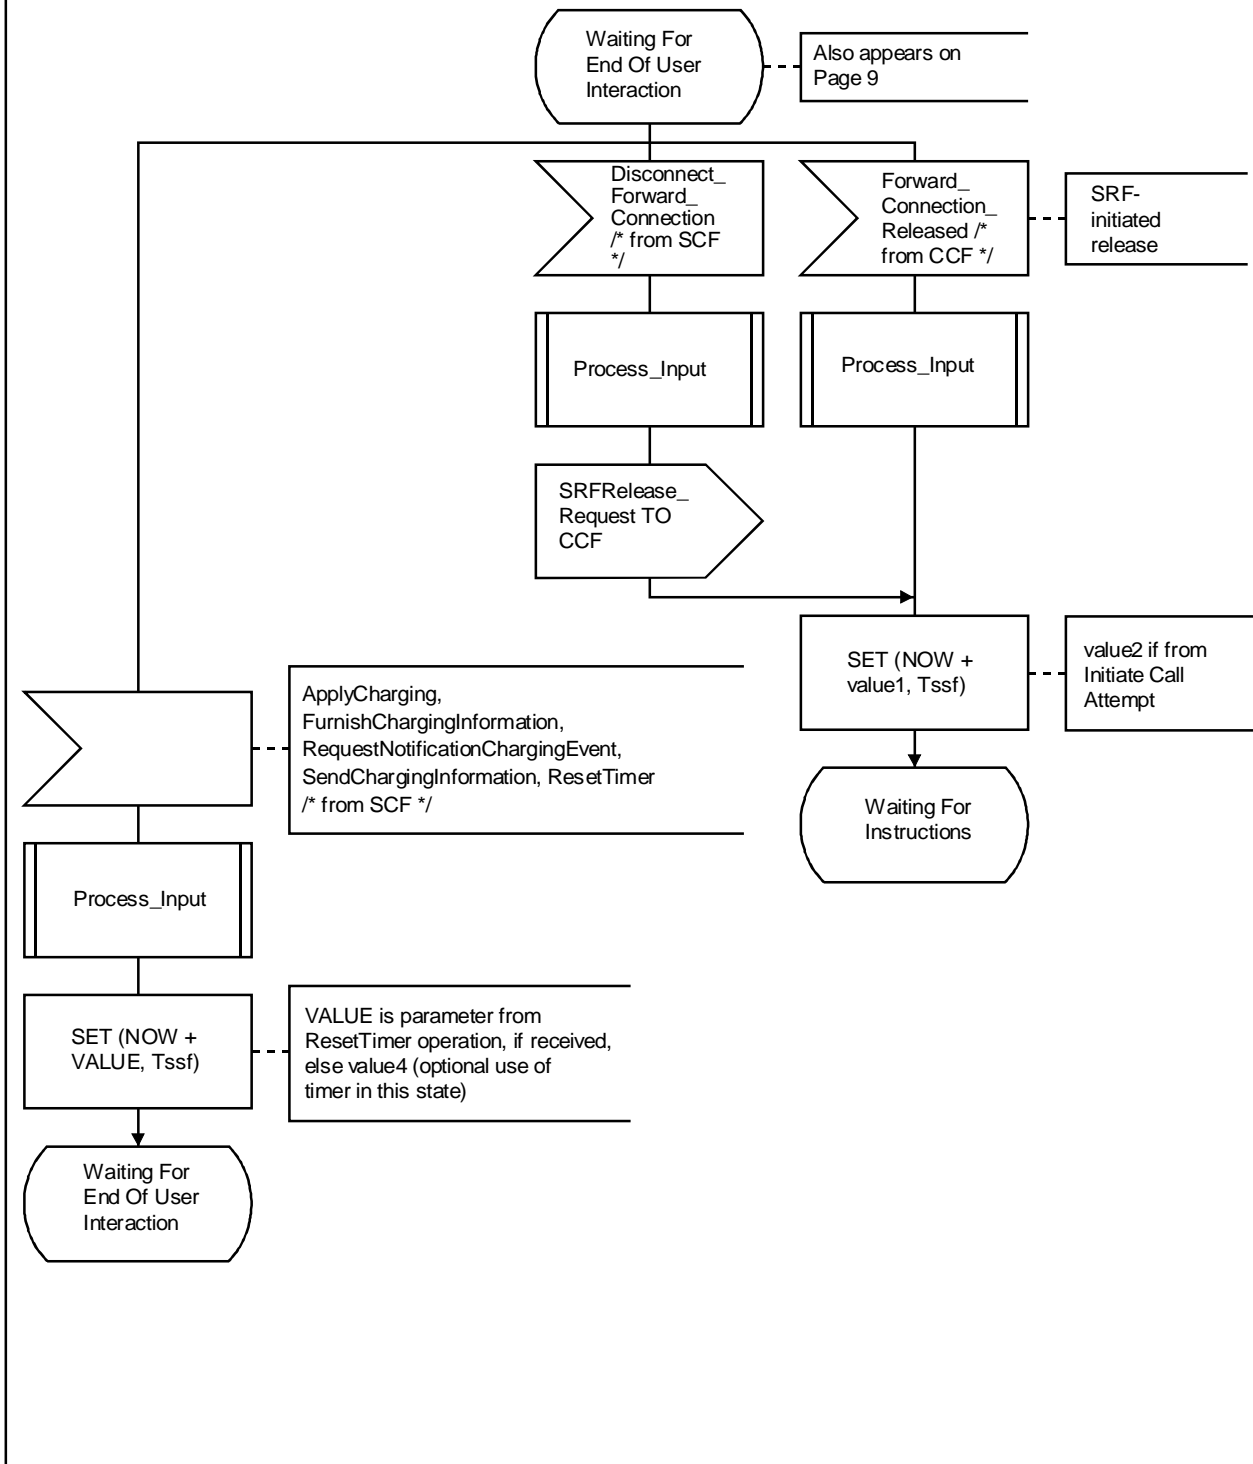 Waiting For
End Of User
Interaction
Also appears on
Page 9
Disconnect_
Forward_
Connection
/* from SCF
*/
Forward_
Connection_
Released /*
from CCF */
SRF-
initiated
release
Process_Input
Process_Input
SRFRelease_
Request TO
CCF
SET (NOW +
value1, Tssf)
value2 if from
Initiate Call
Attempt
ApplyCharging,
FurnishChargingInformation,
RequestNotificationChargingEvent,
SendChargingInformation, ResetTimer
/* from SCF */
Waiting For
Instructions
Process_Input
SET (NOW +
VALUE, Tssf)
VALUE is parameter from
ResetTimer operation, if received,
else value4 (optional use of
timer in this state)
Waiting For
End Of User
Interaction